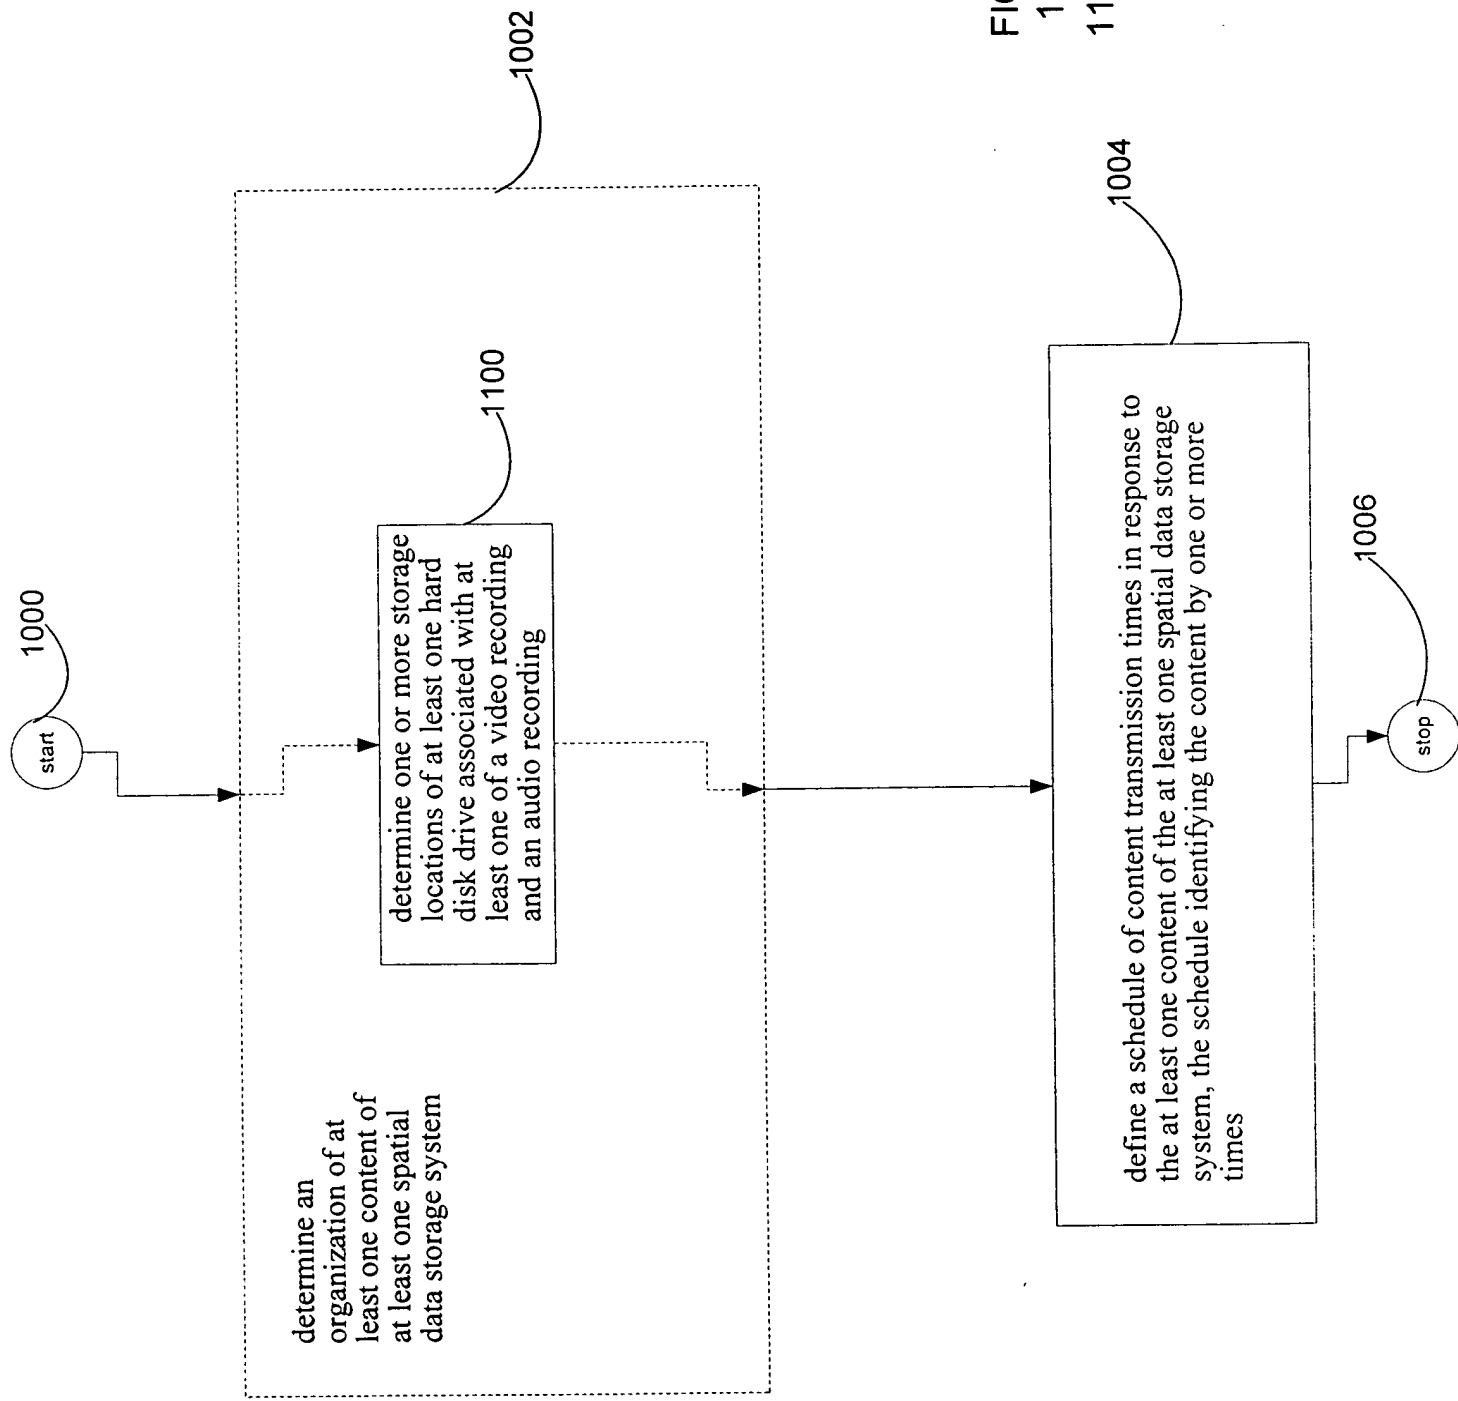 1000
start
1002
determine an
organization of at
least one content of
at least one spatial
data storage system
1100
determine one or more storage
locations of at least one hard
disk drive associated with at
least one of a video recording
and an audio recording
1004
define a schedule of content transmission times in response to
the at least one content of the at least one spatial data storage
system, the schedule identifying the content by one or more
times
1006
stop